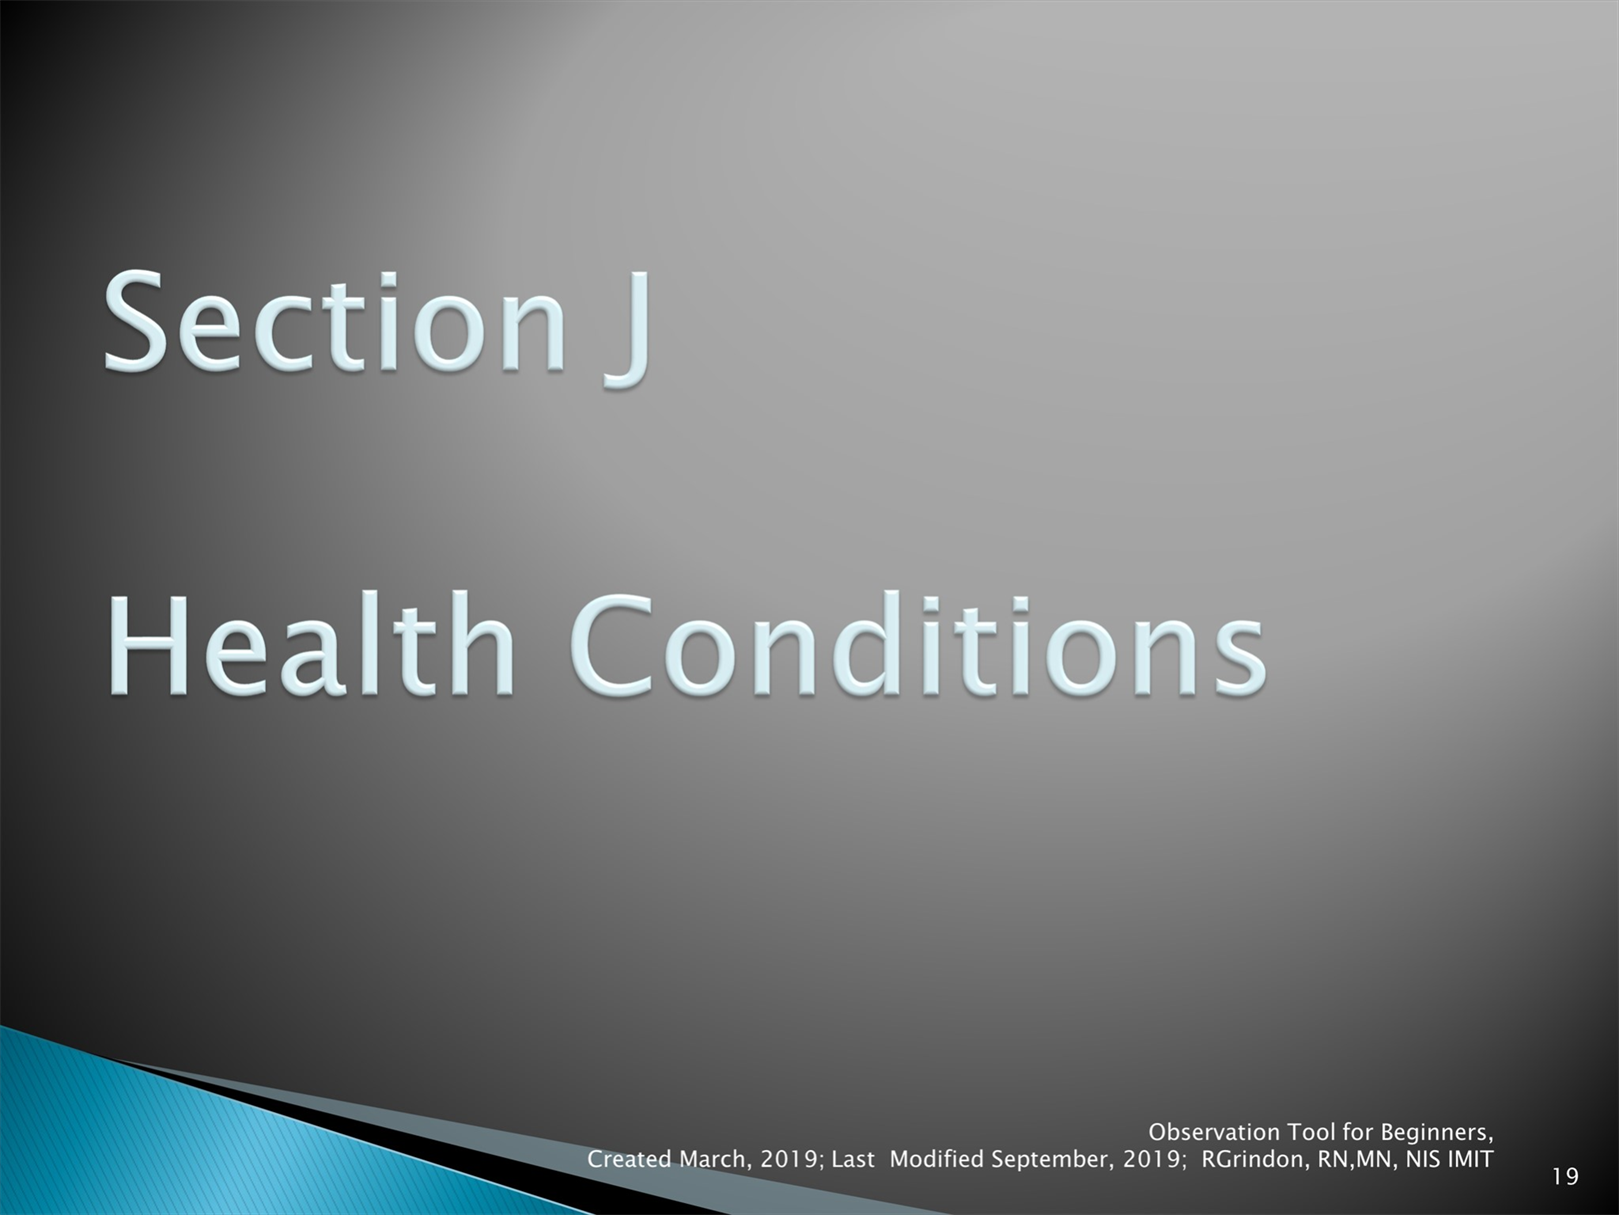 Section J
Health Conditions
Observation Tool for Beginners,
Created March, 2019; Last  Modified September, 2019;  RGrindon, RN,MN, NIS IMIT
19